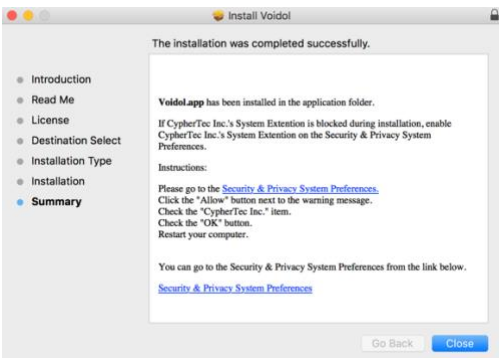 Install Voidol
The installation was completed successfully.
Introduction
Read Me
License
Destination Select
Installation Type
Installation
Summary
Voidol.app has been installed in the application folder.
If CypherTec Inc.'s System Extention is blocked during installation, enable
CypherTec Inc.'s System Extention on the Security & Privacy System
Preferences.
Instructions:
Please go to the Security & Privacy System Preferences.
Click the "Allow" button next to the warning message.
Check the "CypherTec Inc." item.
Check the "OK" button.
Restart your computer.
You can go to the Security & Privacy System Preferences from the link below.
Security & Privacy System Preferences
Go Back
Close